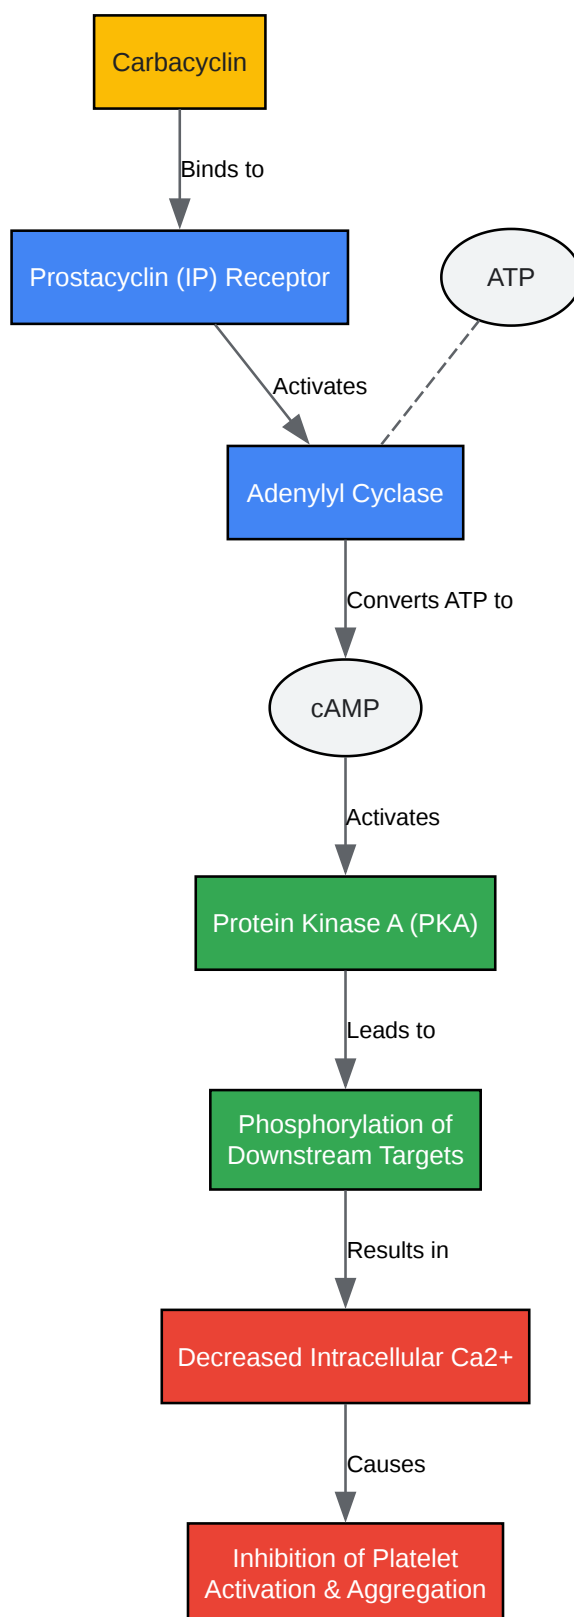 Carbacyclin
Binds to
Prostacyclin (IP) Receptor
ATP
Activates
Adenylyl Cyclase
Converts ATP to
cAMP
Activates
Protein Kinase A (PKA)
Leads to
Phosphorylation of
Downstream Targets
Results in
Decreased Intracellular Ca2+
Causes
Inhibition of Platelet
Activation & Aggregation